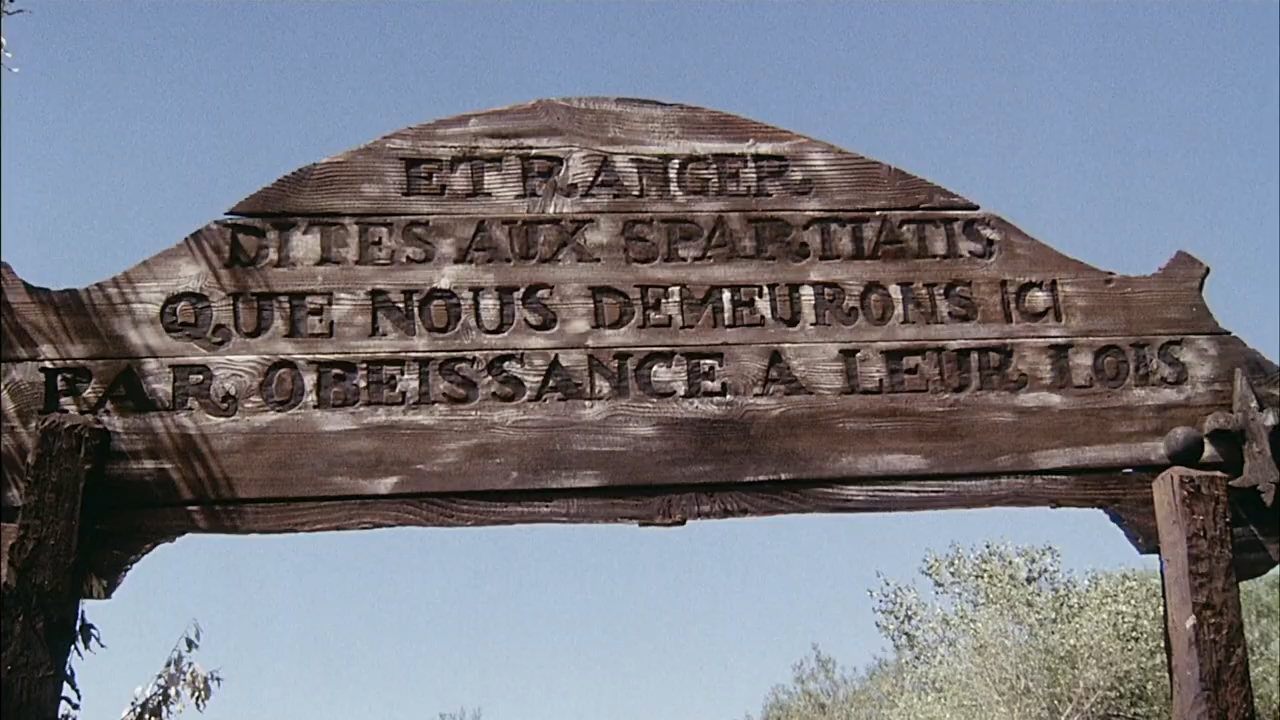 ETRANGER
DITES AUX SPARTIATIS
QUE NOUS DEMEURONS ICI
PAR OBEISSANCE A LEUR LOIS